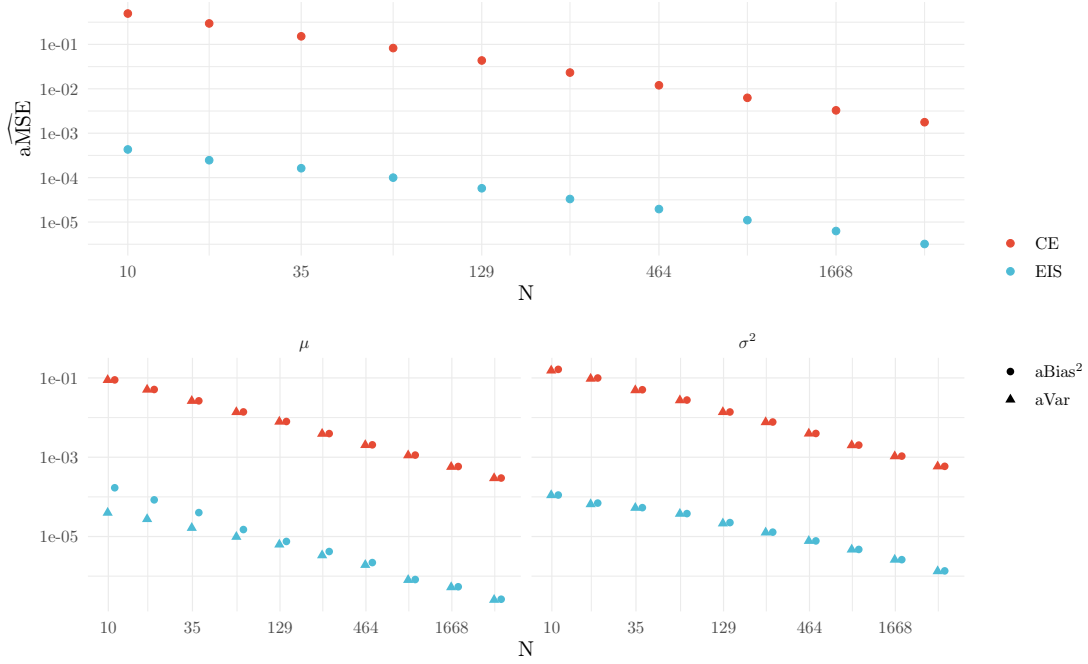 aMSE
1e-01
1e-02
1e-03
1e-04
1e-05
10 35 129 464 1668
N
CE
EIS
μ σ²
1e-01
1e-03
1e-05
10 35 129 464 1668 10 35 129 464 1668
N
aBias²
aVar